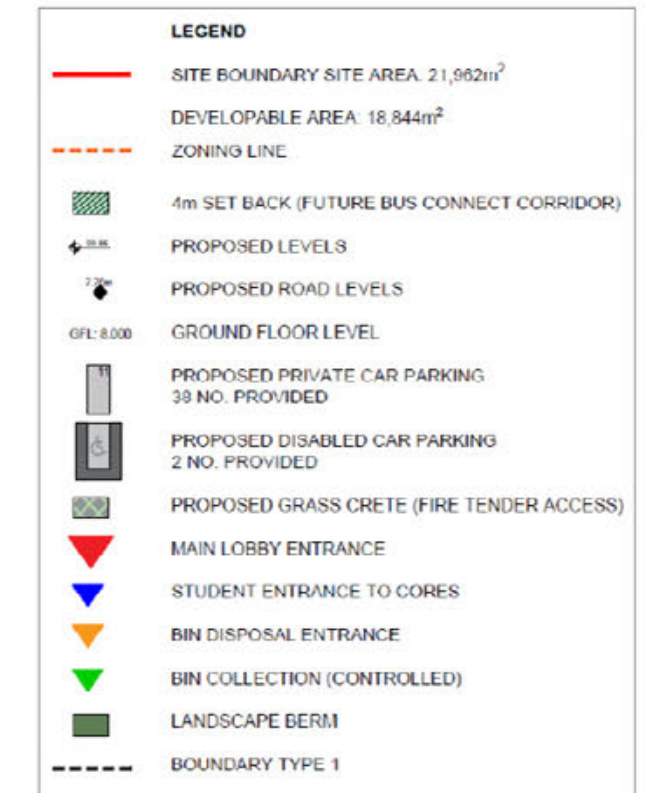 LEGEND
SITE BOUNDARY SITE AREA: 21,962m²
DEVELOPABLE AREA: 18,844m²
ZONING LINE
4m SET BACK (FUTURE BUS CONNECT CORRIDOR)
PROPOSED LEVELS
PROPOSED ROAD LEVELS
GFL: 8.000 GROUND FLOOR LEVEL
11
PROPOSED PRIVATE CAR PARKING
38 NO. PROVIDED
PROPOSED DISABLED CAR PARKING
2 NO. PROVIDED
PROPOSED GRASS CRETE (FIRE TENDER ACCESS)
MAIN LOBBY ENTRANCE
STUDENT ENTRANCE TO CORES
BIN DISPOSAL ENTRANCE
BIN COLLECTION (CONTROLLED)
LANDSCAPE BERM
BOUNDARY TYPE 1